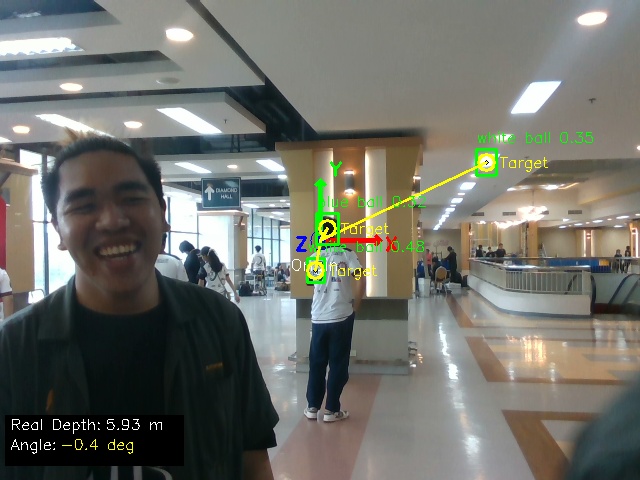 white ball 0.35
Target
DIAMOND
HALL
Y
blue ball 0.32
Target
Z
X
ball 0.48
Target
Real Depth: 5.93 m
Angle: −0.4 deg